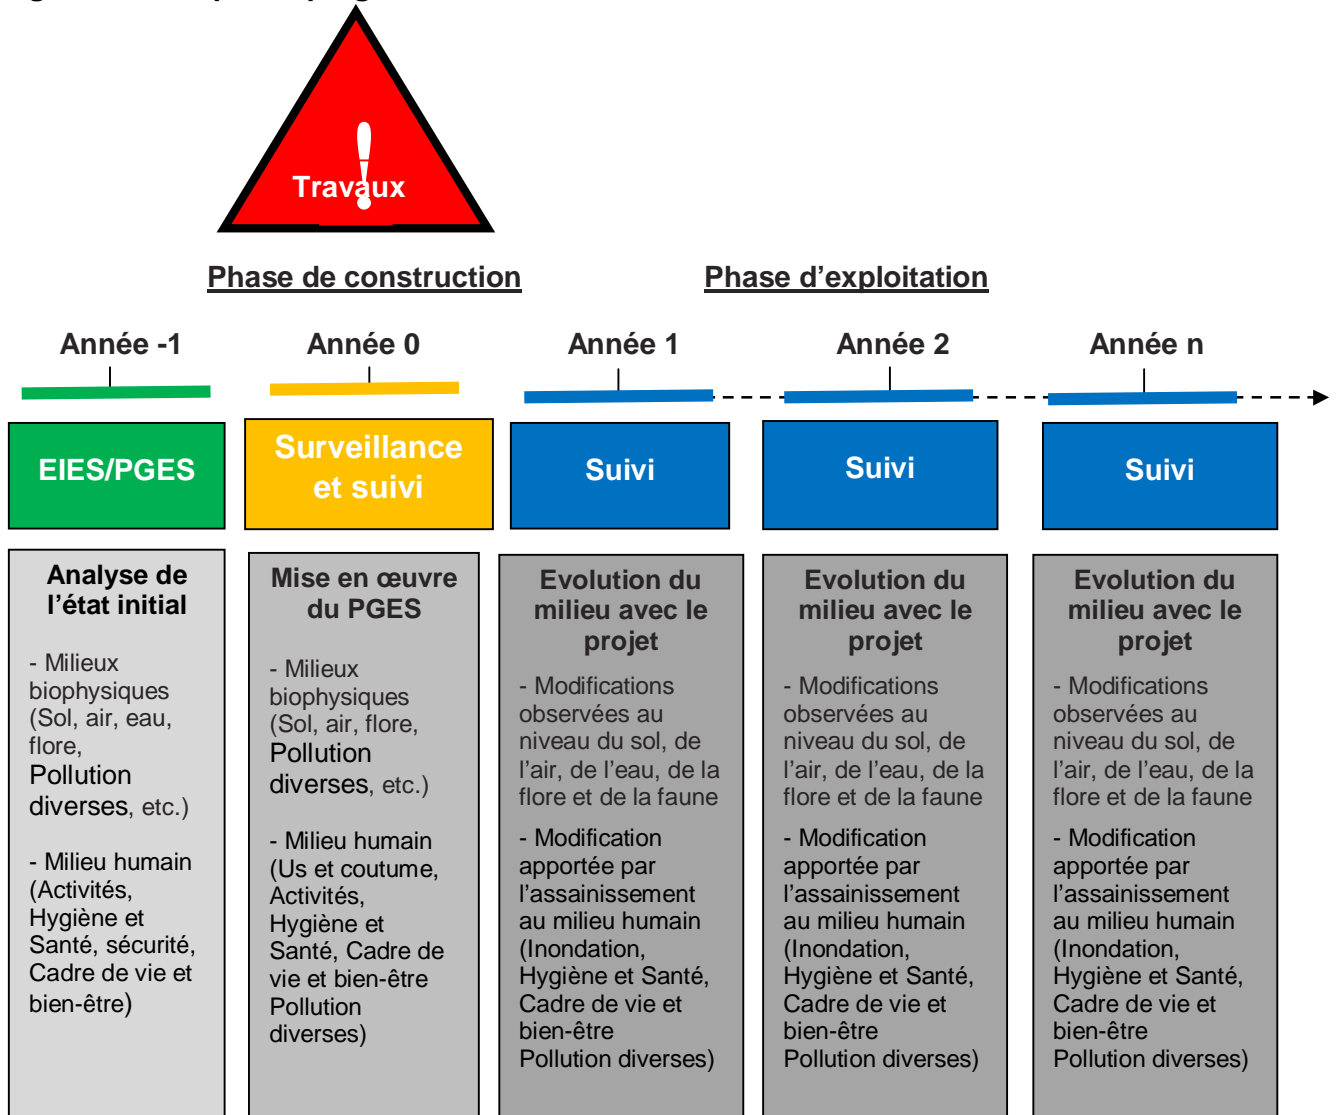 !
Travaux
Phase de construction
Phase d’exploitation
Année -1
Année 0
Année 1
Année 2
Année n
EIES/PGES
Surveillance
et suivi
Suivi
Suivi
Suivi
Analyse de
l’état initial
- Milieux
biophysiques
(Sol, air, eau,
flore,
Pollution
diverses, etc.)
- Milieu humain
(Activités,
Hygiène et
Santé, sécurité,
Cadre de vie et
bien-être)
Mise en œuvre
du PGES
- Milieux
biophysiques
(Sol, air, flore,
Pollution
diverses, etc.)
- Milieu humain
(Us et coutume,
Activités,
Hygiène et
Santé, Cadre de
vie et bien-être
Pollution
diverses)
Evolution du
milieu avec le
projet
- Modifications
observées au
niveau du sol, de
l’air, de l’eau, de la
flore et de la faune
- Modification
apportée par
l’assainissement
au milieu humain
(Inondation,
Hygiène et Santé,
Cadre de vie et
bien-être
Pollution diverses)
Evolution du
milieu avec le
projet
- Modifications
observées au
niveau du sol, de
l’air, de l’eau, de la
flore et de la faune
- Modification
apportée par
l’assainissement
au milieu humain
(Inondation,
Hygiène et Santé,
Cadre de vie et
bien-être
Pollution diverses)
Evolution du
milieu avec le
projet
- Modifications
observées au
niveau du sol, de
l’air, de l’eau, de la
flore et de la faune
- Modification
apportée par
l’assainissement
au milieu humain
(Inondation,
Hygiène et Santé,
Cadre de vie et
bien-être
Pollution diverses)